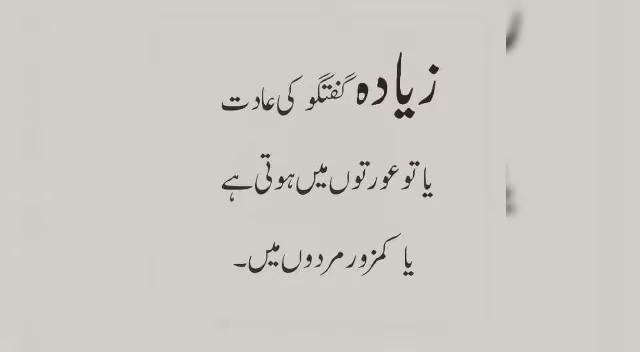 زیادہ گفتگو کی عادت
یا تو عورتوں میں ہوتی ہے
یا کمزور مردوں میں۔